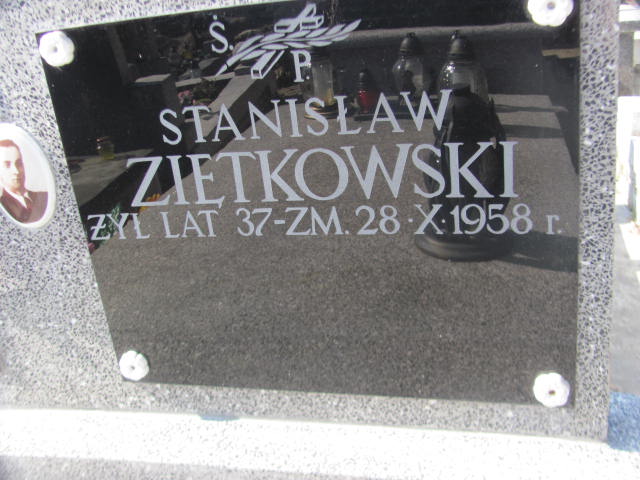 Ś. P
STANISŁAW
ZIĘTKOWSKI
ŻYŁ LAT 37-ZM. 28·X·1958 r.